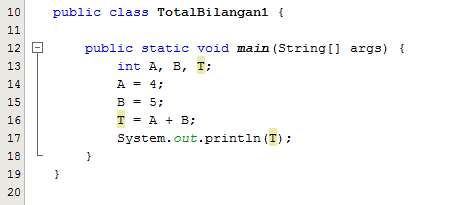 10 public class TotalBilangan1 {
11
12 public static void main(String[] args) {
13 int A, B, T;
14 A = 4;
15 B = 5;
16 T = A + B;
17 System.out.println(T);
18 }
19 }
20